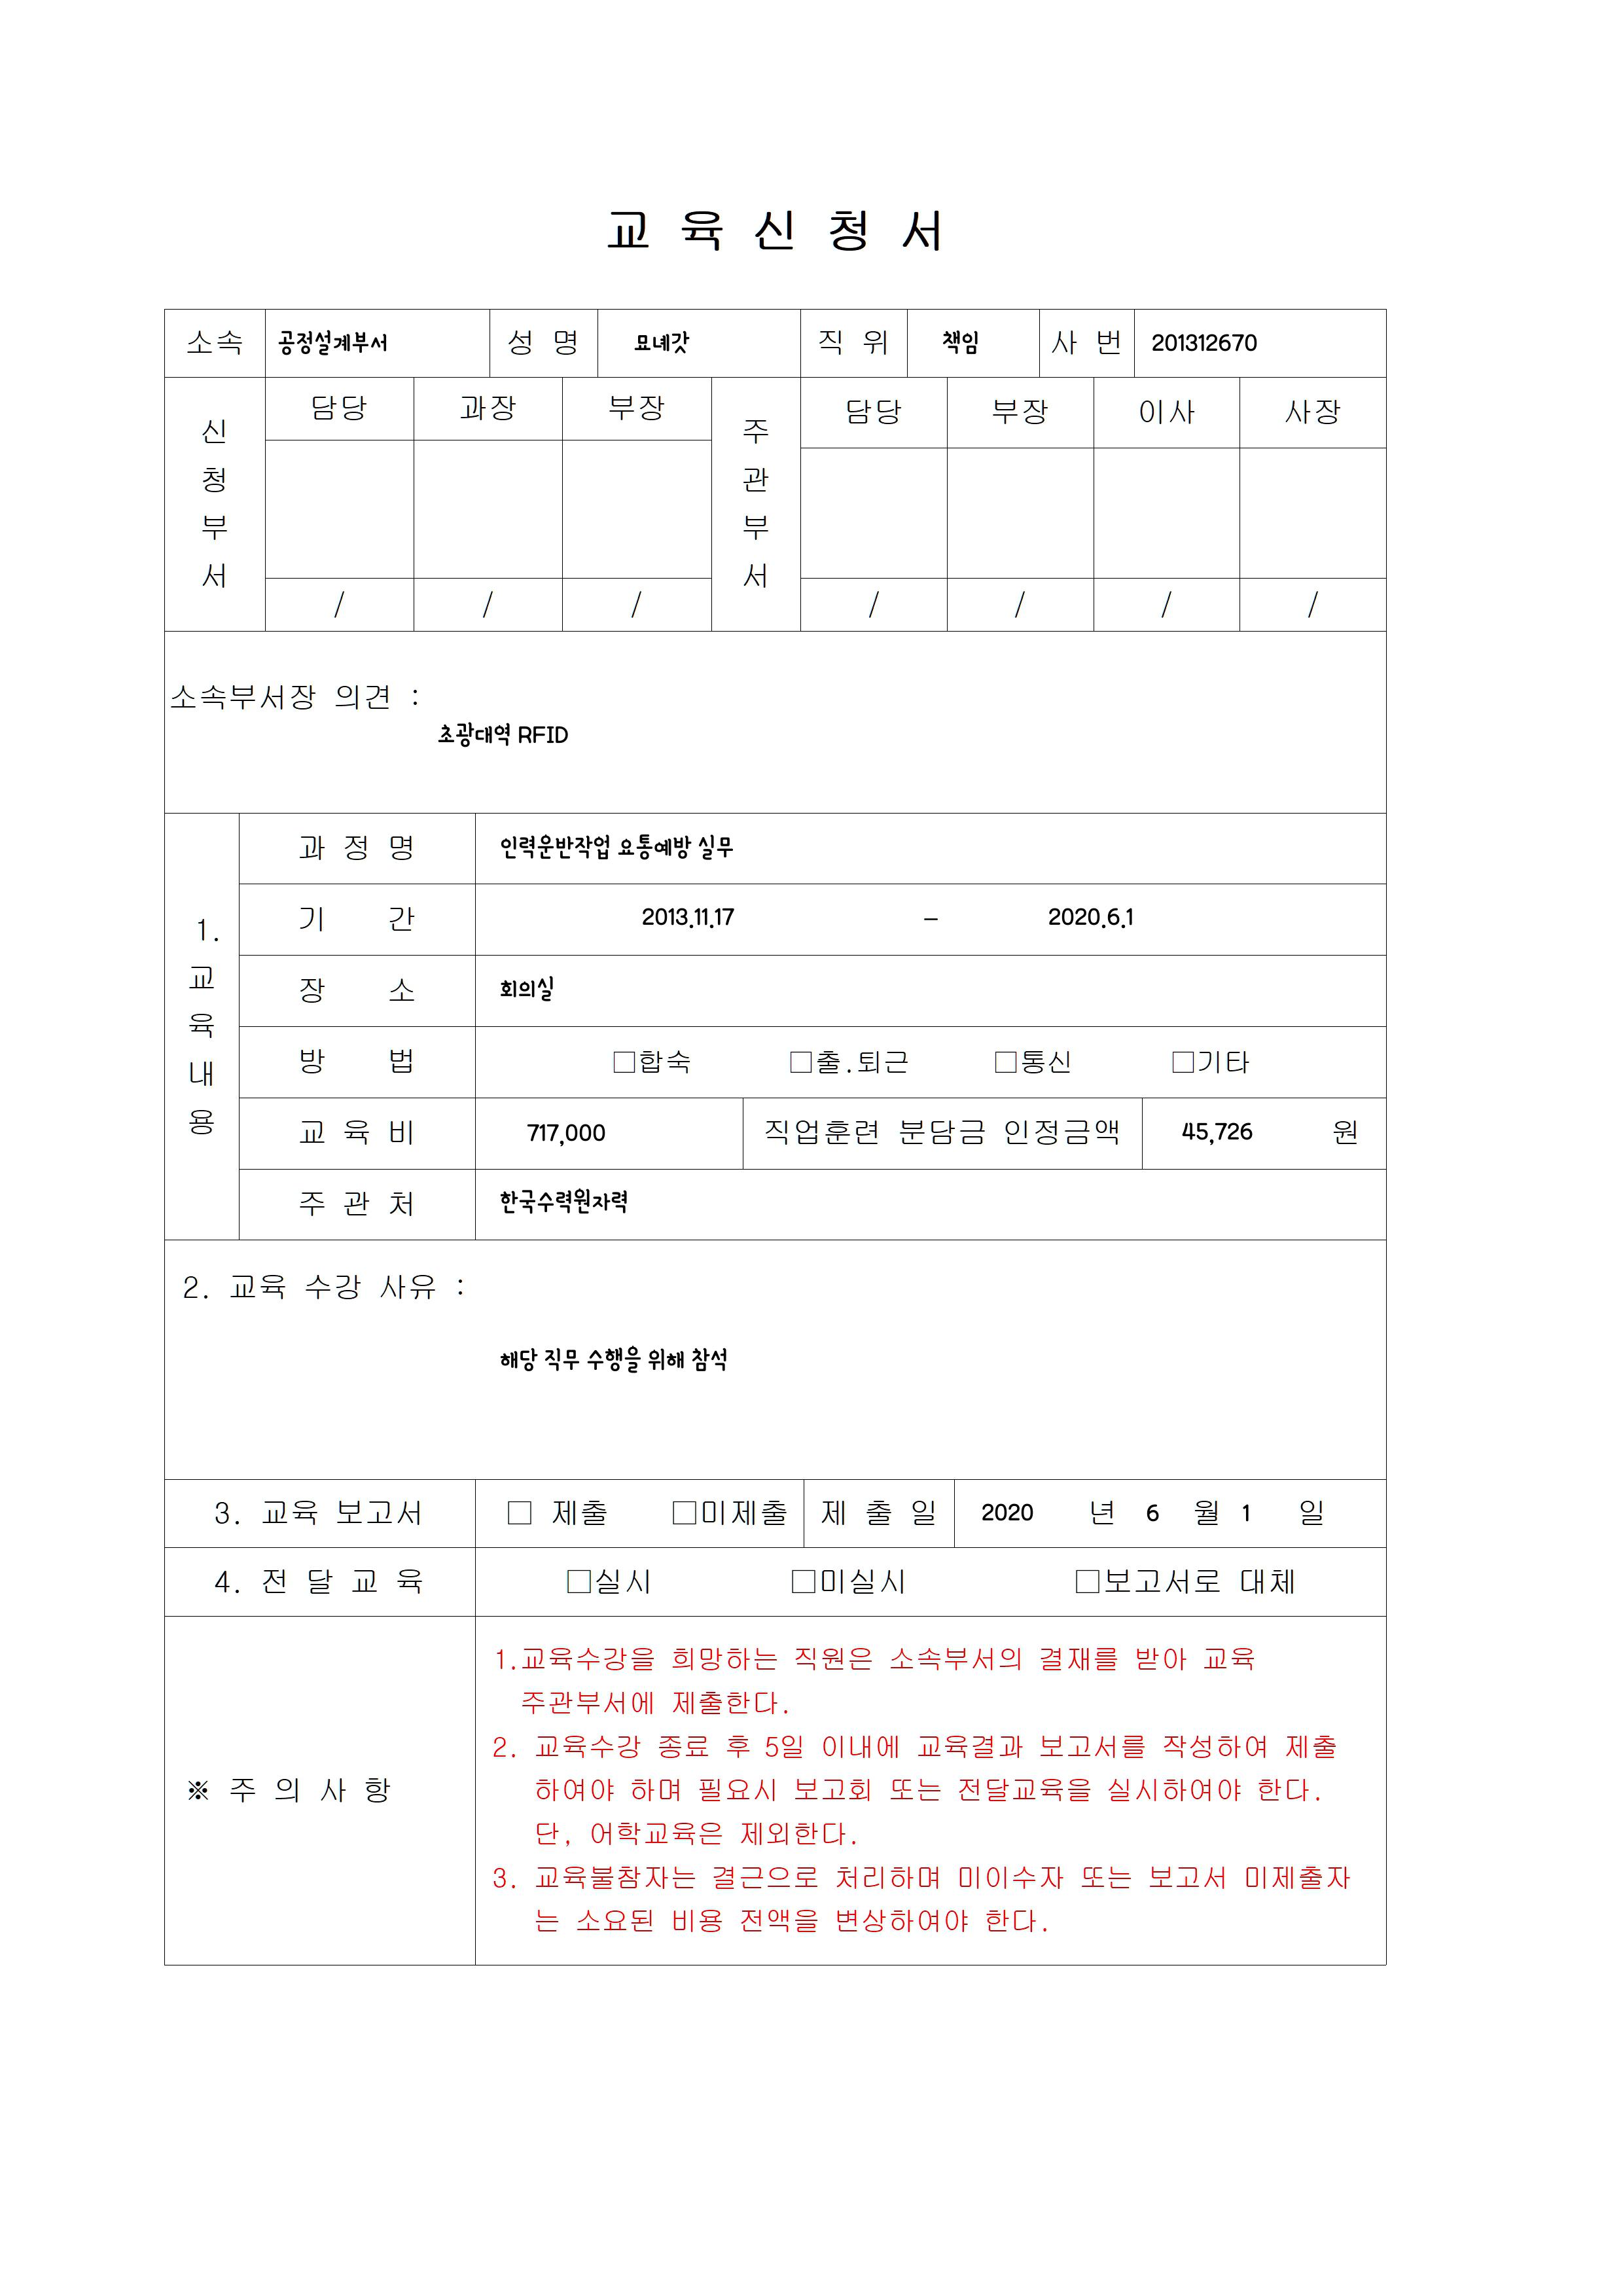 교 육 신 청 서
소속 공정설계부서 성 명 묘녜갓 직 위 책임 사 번 201312670
신청부서 담당 과장 부장 주관부서 담당 부장 이사 사장
/ / / / / / /
소속부서장 의견 :
초광대역 RFID
1. 교육내용
과 정 명 인력운반작업 요통예방 실무
기 간 2013.11.17 - 2020.6.1
장 소 회의실
방 법 □합숙 □출.퇴근 □통신 □기타
교 육 비 717,000 직업훈련 분담금 인정금액 45,726 원
주 관 처 한국수력원자력
2. 교육 수강 사유 :
해당 직무 수행을 위해 참석
3. 교육 보고서 □ 제출 □미제출 제 출 일 2020 년 6 월 1 일
4. 전 달 교 육 □실시 □미실시 □보고서로 대체
※ 주 의 사 항
1.교육수강을 희망하는 직원은 소속부서의 결재를 받아 교육
주관부서에 제출한다.
2. 교육수강 종료 후 5일 이내에 교육결과 보고서를 작성하여 제출
하여야 하며 필요시 보고회 또는 전달교육을 실시하여야 한다.
단, 어학교육은 제외한다.
3. 교육불참자는 결근으로 처리하며 미이수자 또는 보고서 미제출자
는 소요된 비용 전액을 변상하여야 한다.